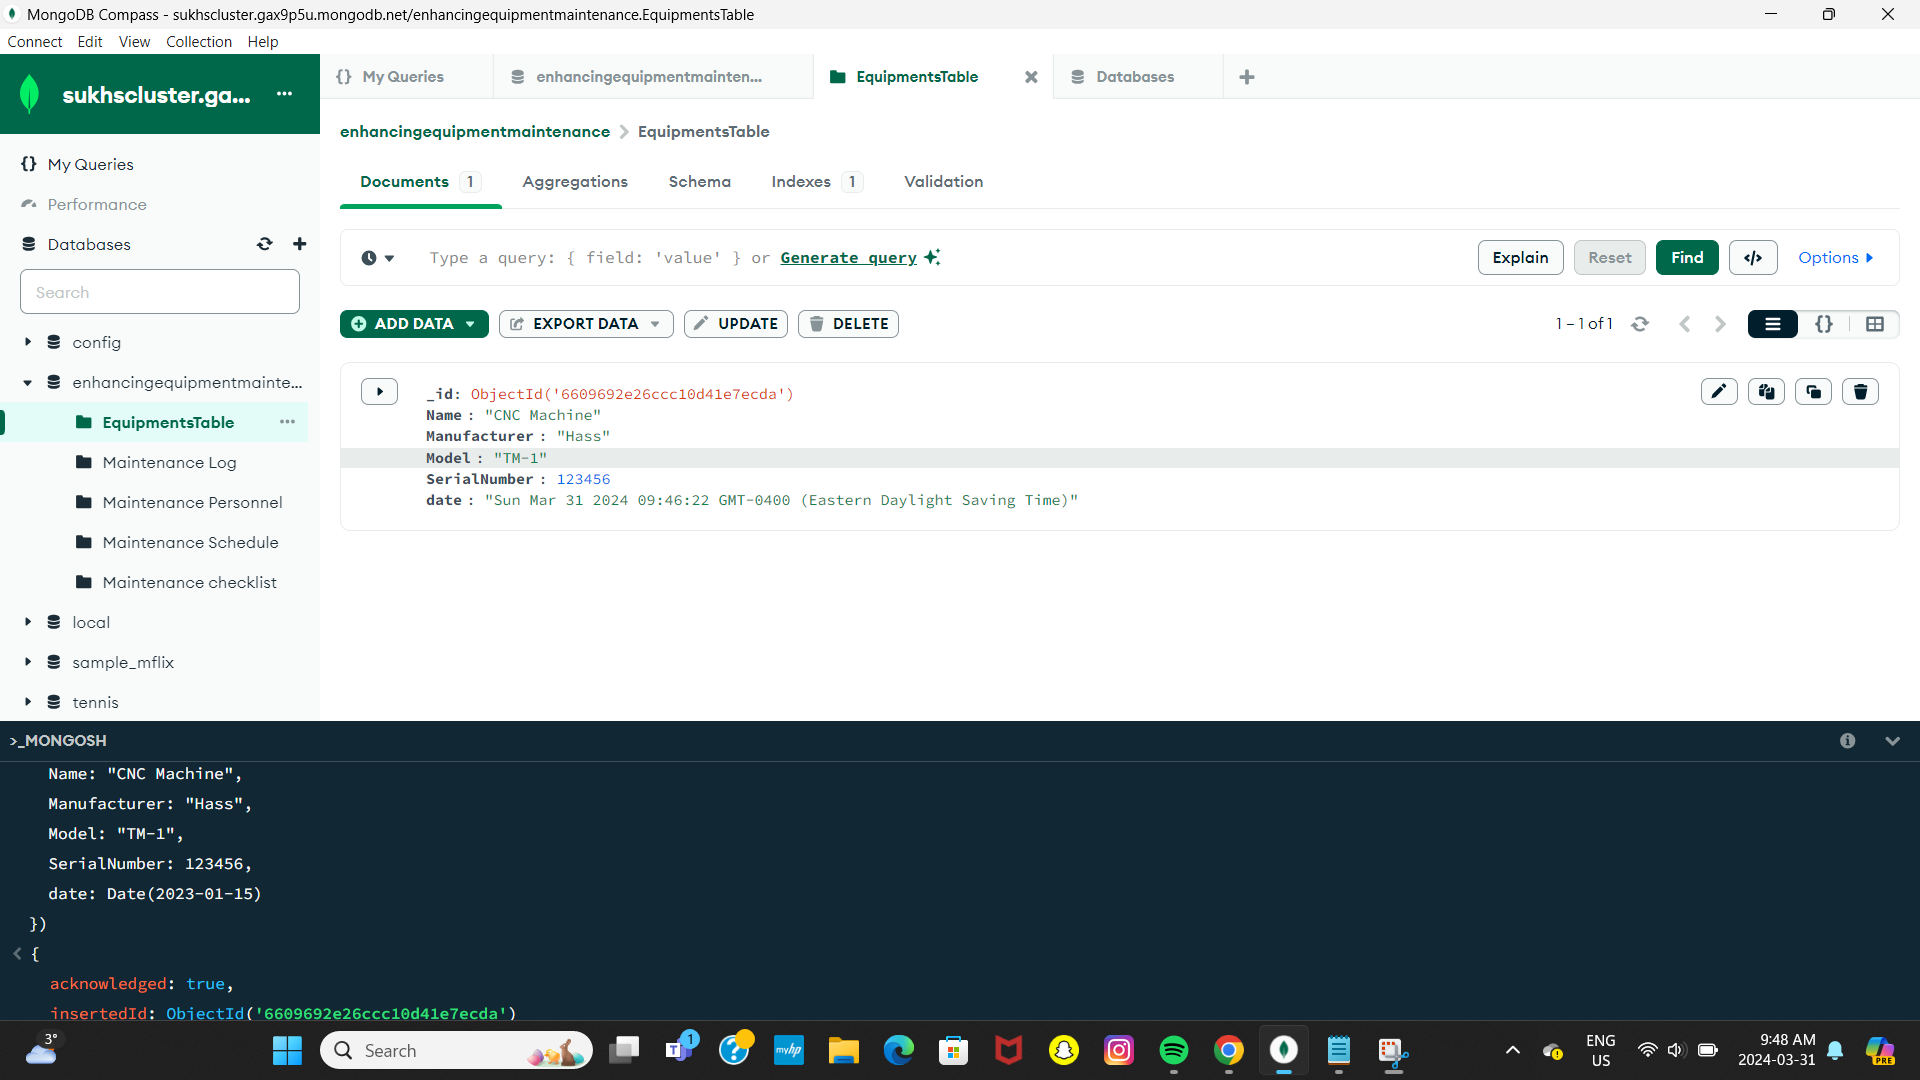 MongoDB Compass - sukhscluster.gax9p5u.mongodb.net/enhancingequipmentmaintenance.EquipmentsTable
Connect Edit View Collection Help
sukhscluster.ga... ...
{} My Queries
Performance
Databases
Search
config
enhancingequipmentmainte...
EquipmentsTable ...
Maintenance Log
Maintenance Personnel
Maintenance Schedule
Maintenance checklist
local
sample_mflix
tennis
{} My Queries enhancingequipmentmainten... EquipmentsTable Databases
enhancingequipmentmaintenance > EquipmentsTable
Documents 1 Aggregations Schema Indexes 1 Validation
Type a query: { field: 'value' } or Generate query Explain Reset Find </> Options
ADD DATA EXPORT DATA UPDATE DELETE 1 – 1 of 1 {}
_id: ObjectId('6609692e26ccc10d41e7ecda')
Name : "CNC Machine"
Manufacturer : "Hass"
Model : "TM-1"
SerialNumber : 123456
date : "Sun Mar 31 2024 09:46:22 GMT-0400 (Eastern Daylight Saving Time)"
>_MONGOSH
Name: "CNC Machine",
Manufacturer: "Hass",
Model: "TM-1",
SerialNumber: 123456,
date: Date(2023-01-15)
})
< {
acknowledged: true,
insertedId: ObjectId('6609692e26ccc10d41e7ecda')
3°
Search
1
myhp
ENG
US
9:48 AM
2024-03-31
PRE